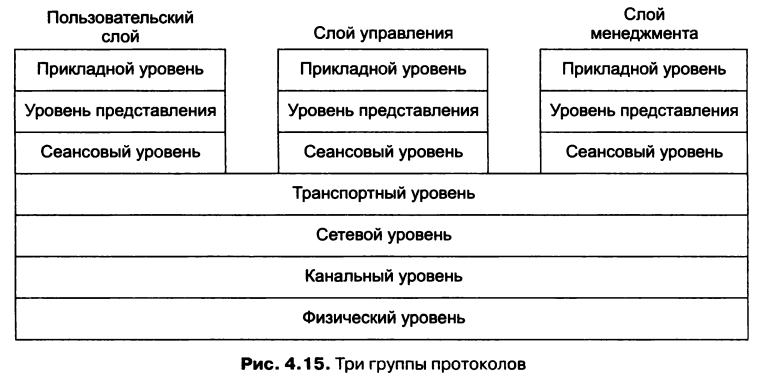 Пользовательский слой
Слой управления
Слой менеджмента
Прикладной уровень
Прикладной уровень
Прикладной уровень
Уровень представления
Уровень представления
Уровень представления
Сеансовый уровень
Сеансовый уровень
Сеансовый уровень
Транспортный уровень
Сетевой уровень
Канальный уровень
Физический уровень
Рис. 4.15. Три группы протоколов